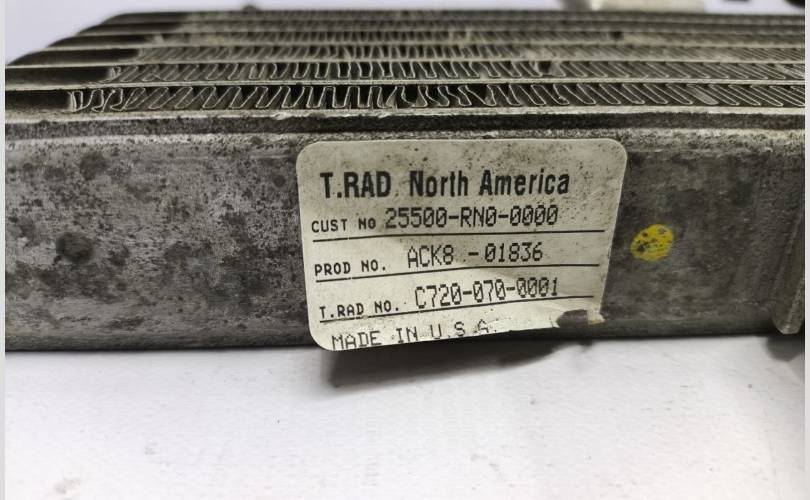 T.RAD North America
CUST NO 25500-RN0-0000
PROD NO. ACK8 -01836
T.RAD NO. C720-070-0001
MADE IN U.S.A.